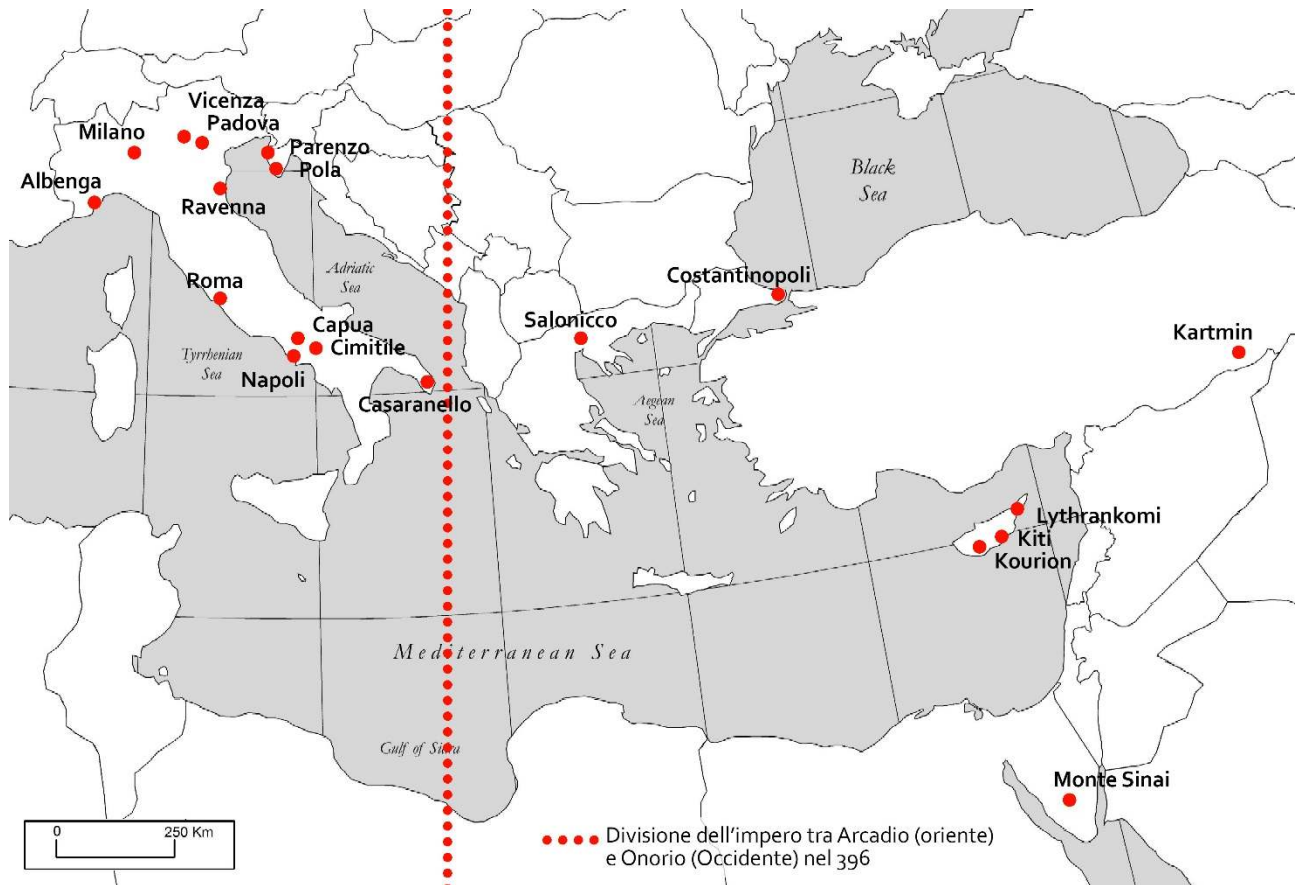 Vicenza
Padova
Milano
Parenzo
Pola
Albenga
Ravenna
Black
Sea
Adriatic
Sea
Roma
Costantinopoli
Capua
Cimitile
Salonicco
Kartmin
Tyrrhenian
Sea
Napoli
Casaranello
Aegean
Sea
Lythrankomi
Kiti
Kourion
Mediterranean Sea
Gulf of Sidra
Monte Sinai
0 250 Km
Divisione dell'impero tra Arcadio (oriente)
e Onorio (Occidente) nel 396